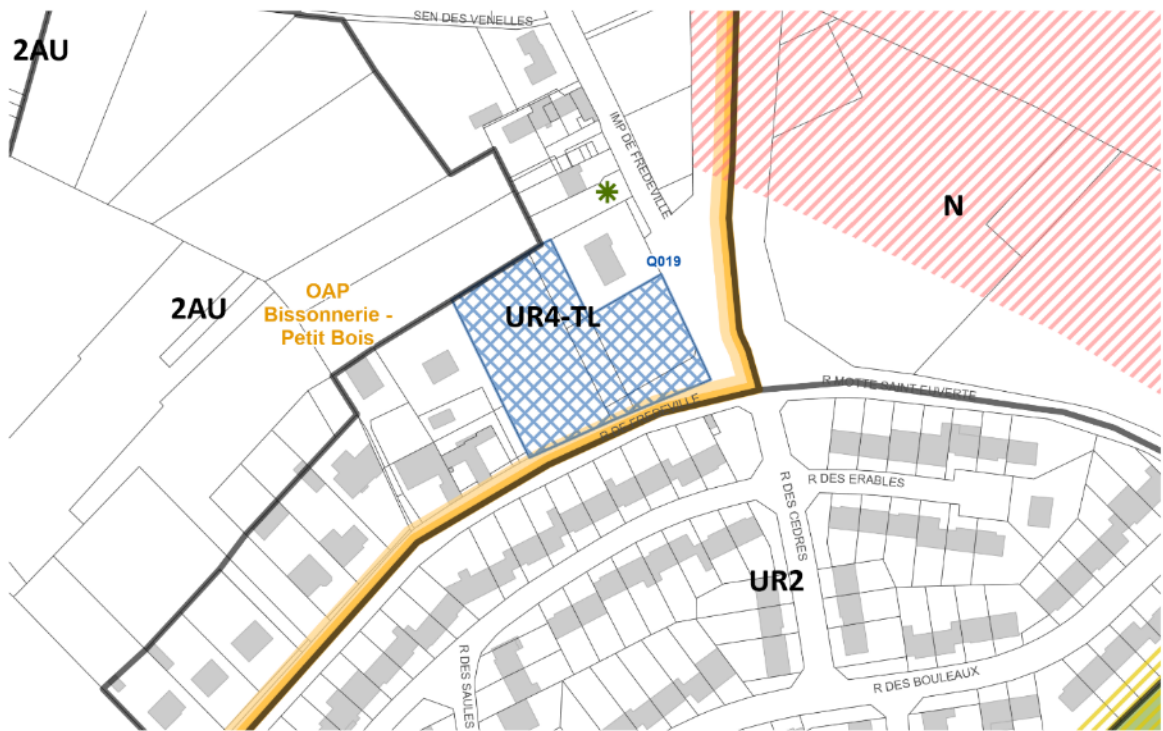 SEN DES VENELLES
2AU
IMP DE FREDEVILLE
N
Q019
2AU
OAP
Bissonnerie -
Petit Bois
UR4-TL
R MOTTE SAINT EUVERTE
R DE FREDEVILLE
R DES ERABLES
R DES CEDRES
UR2
R DES SAULES
R DES BOULEAUX